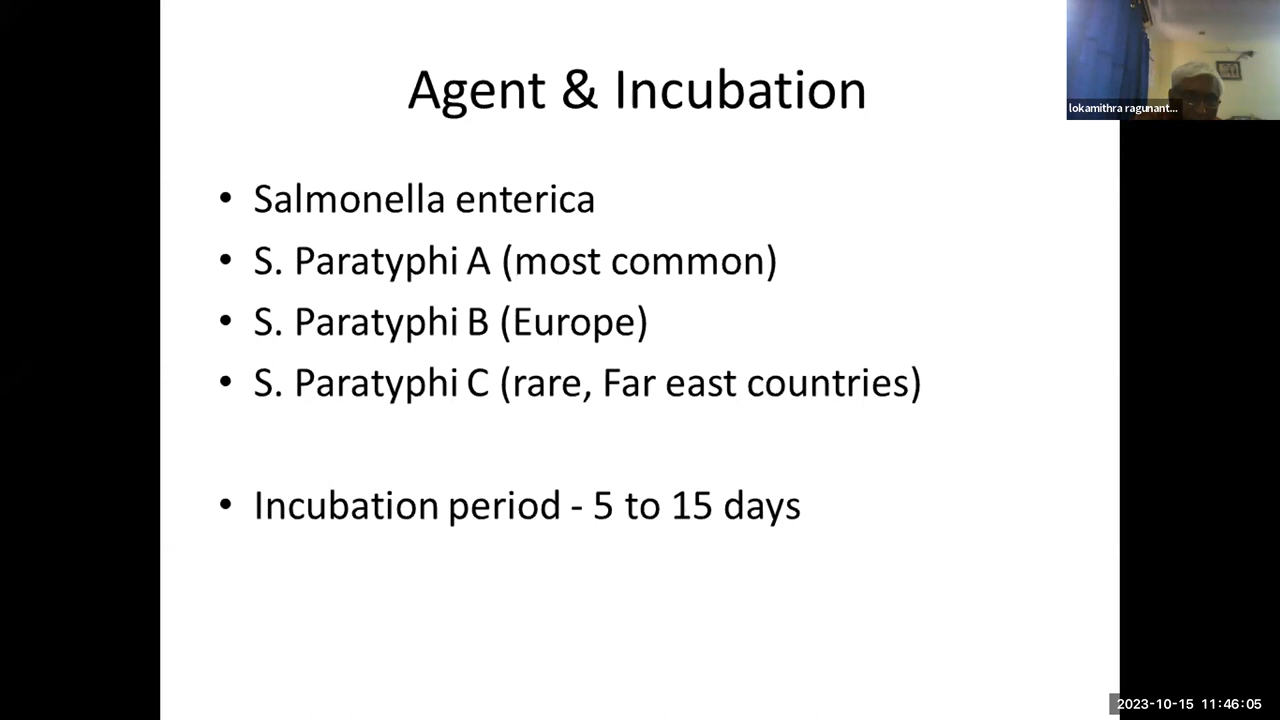 Agent & Incubation
lokamithra ragunant...
• Salmonella enterica
• S. Paratyphi A (most common)
• S. Paratyphi B (Europe)
• S. Paratyphi C (rare, Far east countries)
• Incubation period - 5 to 15 days
2023-10-15 11:46:05